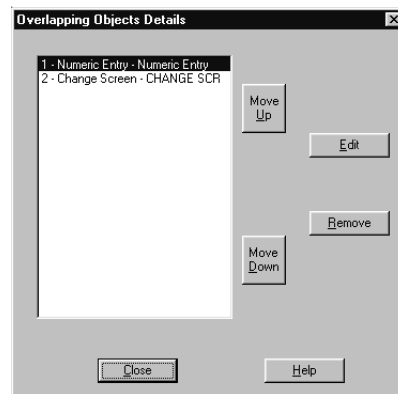 Overlapping Objects Details
1 - Numeric Entry - Numeric Entry
2 - Change Screen - CHANGE SCR
Move
Up
Edit
Remove
Move
Down
Close
Help